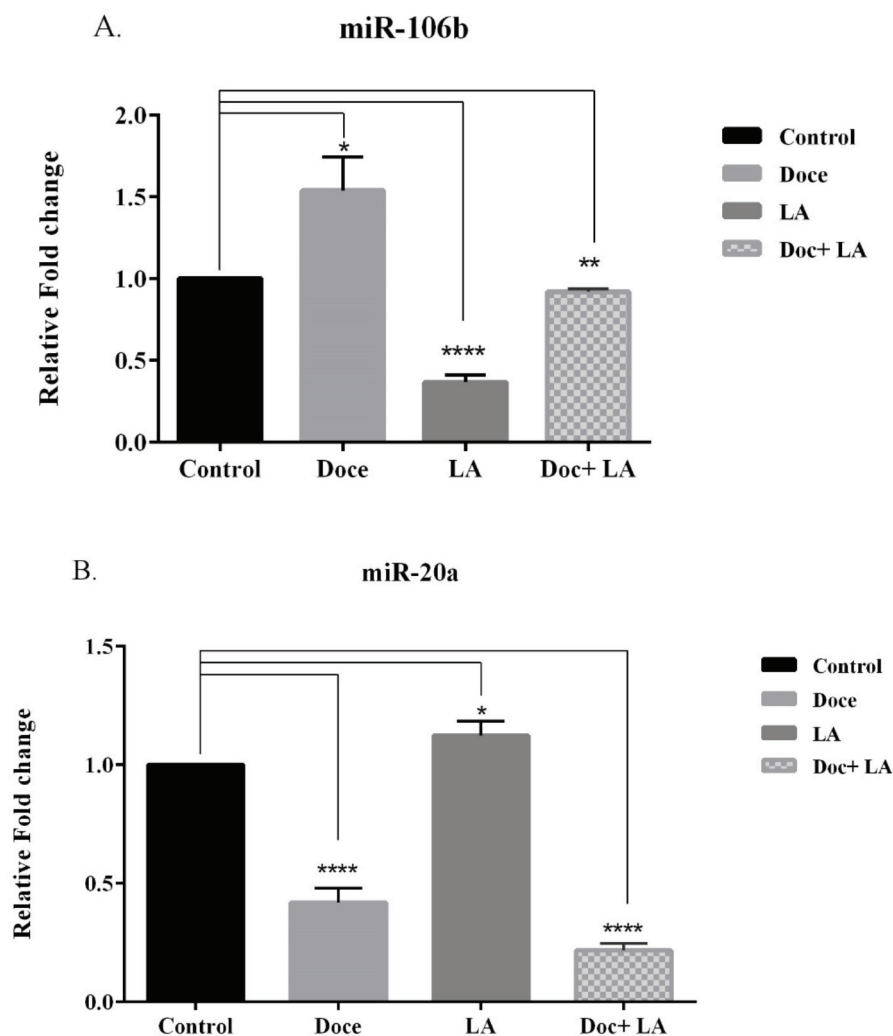 A.
miR-106b
Relative Fold change
2.0
1.5
1.0
0.5
0.0
*
****
**
Control
Doce
LA
Doc+ LA
Control
Doce
LA
Doc+ LA
B.
miR-20a
Relative Fold change
1.5
1.0
0.5
0.0
****
*
****
Control
Doce
LA
Doc+ LA
Control
Doce
LA
Doc+ LA